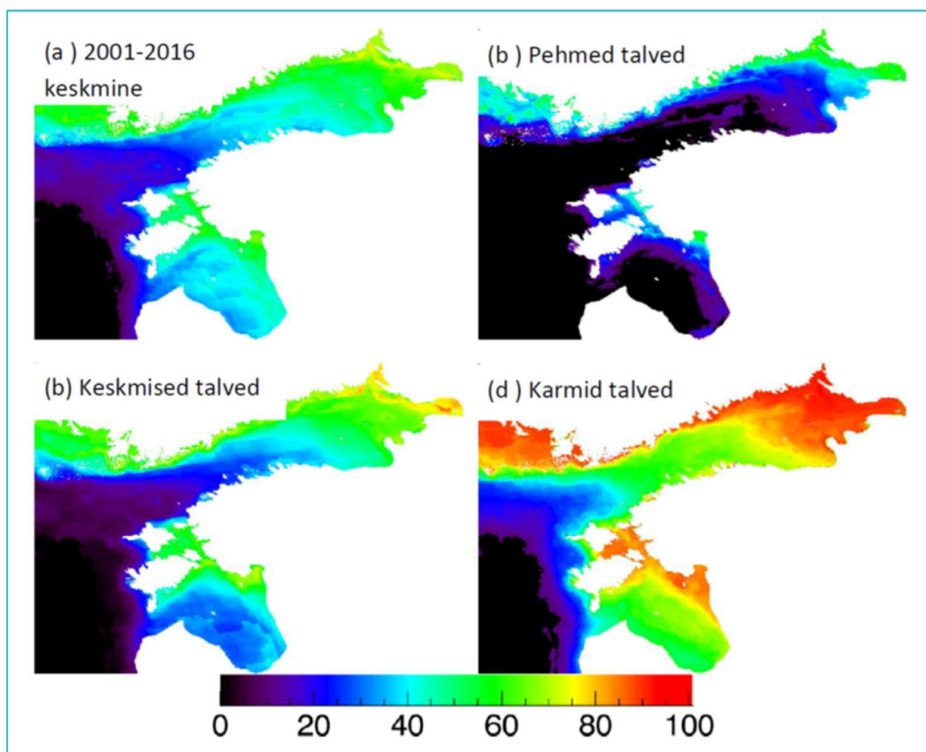 (a ) 2001-2016
keskmine
(b ) Pehmed talved
(b ) Keskmised talved
(d ) Karmid talved
0 20 40 60 80 100